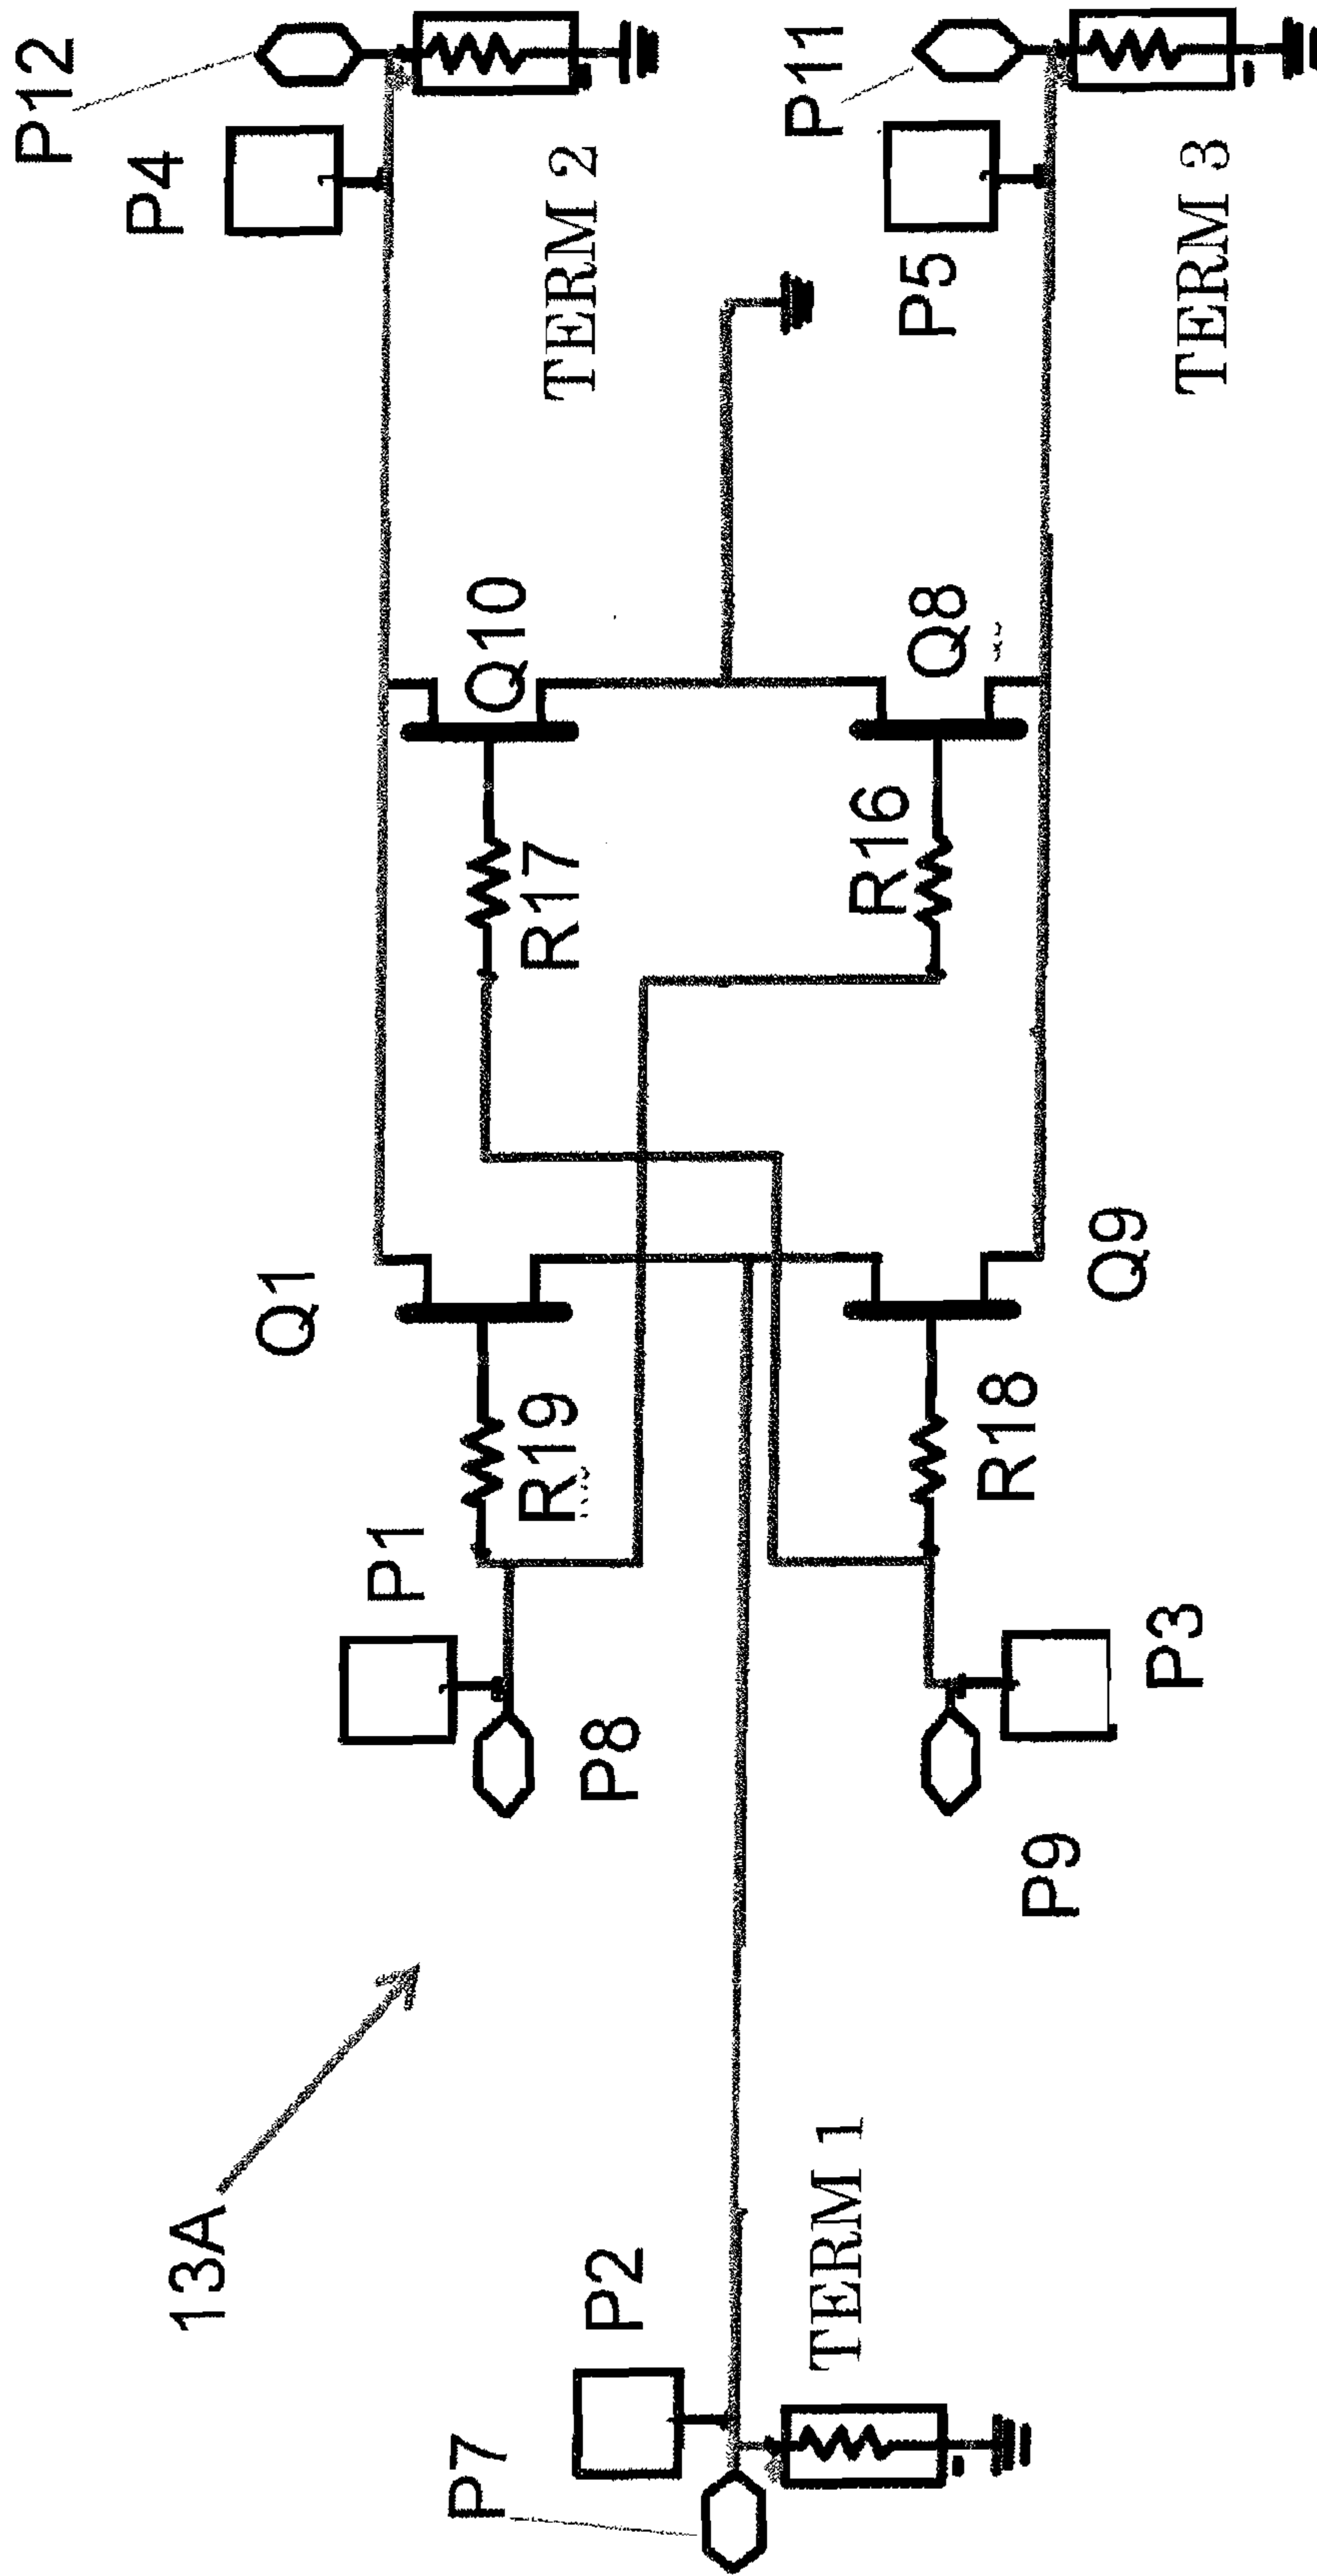 P12
P4
TERM 2
P11
P5
TERM 3
Q10
R17
Q8
R16
Q1
R19
Q9
R18
P1
P8
P3
P9
13A
P2
P7
TERM 1